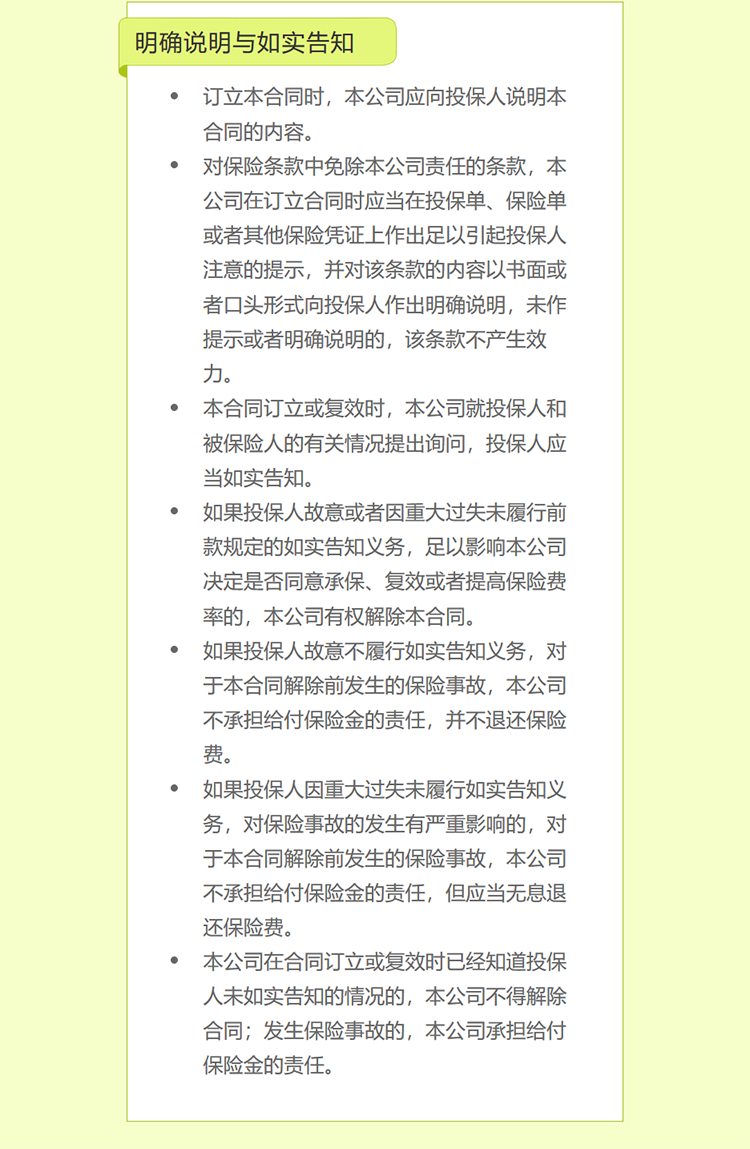 明确说明与如实告知
• 订立本合同时，本公司应向投保人说明本
合同的内容。
• 对保险条款中免除本公司责任的条款，本
公司在订立合同时应当在投保单、保险单
或者其他保险凭证上作出足以引起投保人
注意的提示，并对该条款的内容以书面或
者口头形式向投保人作出明确说明，未作
提示或者明确说明的，该条款不产生效
力。
• 本合同订立或复效时，本公司就投保人和
被保险人的有关情况提出询问，投保人应
当如实告知。
• 如果投保人故意或者因重大过失未履行前
款规定的如实告知义务，足以影响本公司
决定是否同意承保、复效或者提高保险费
率的，本公司有权解除本合同。
• 如果投保人故意不履行如实告知义务，对
于本合同解除前发生的保险事故，本公司
不承担给付保险金的责任，并不退还保险
费。
• 如果投保人因重大过失未履行如实告知义
务，对保险事故的发生有严重影响的，对
于本合同解除前发生的保险事故，本公司
不承担给付保险金的责任，但应当无息退
还保险费。
• 本公司在合同订立或复效时已经知道投保
人未如实告知的情况的，本公司不得解除
合同；发生保险事故的，本公司承担给付
保险金的责任。